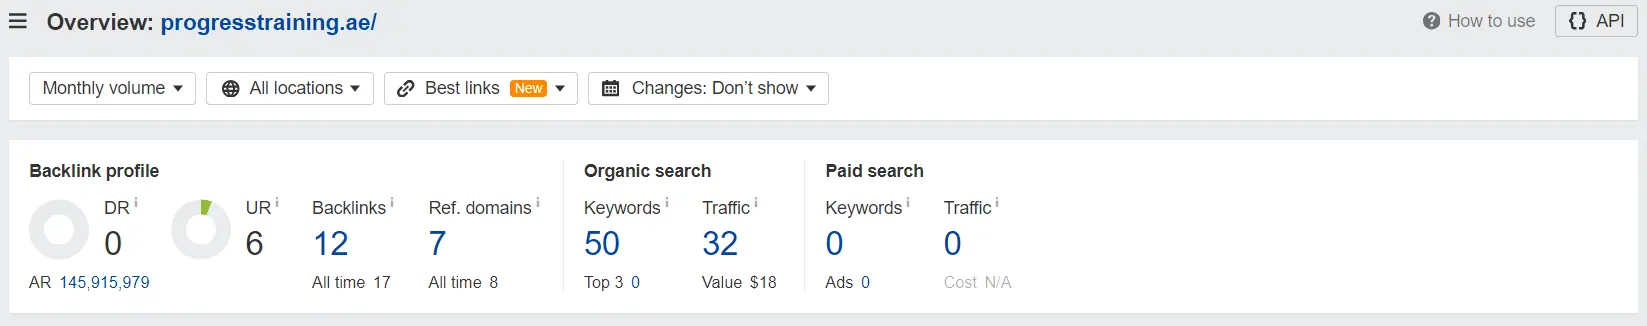 Overview: progresstraining.ae/
How to use
{} API
Monthly volume
All locations
Best links New
Changes: Don't show
Backlink profile
DR i
0
AR 145,915,979
UR i
6
Backlinks i
12
All time 17
Ref. domains i
7
All time 8
Organic search
Keywords i
50
Top 3 0
Traffic i
32
Value $18
Paid search
Keywords i
0
Ads 0
Traffic i
0
Cost N/A